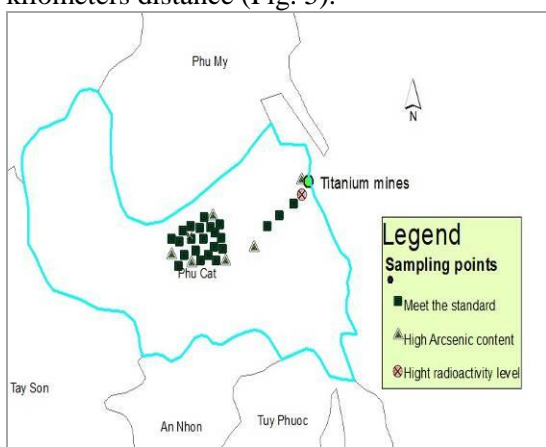 kilometers distance (Fig. 3).
Phu My
N
Titanium mines
Phu Cat
Legend
Sampling points
Meet the standard
High Arcsenic content
Hight radioactivity level
Tay Son
An Nhon
Tuy Phuoc